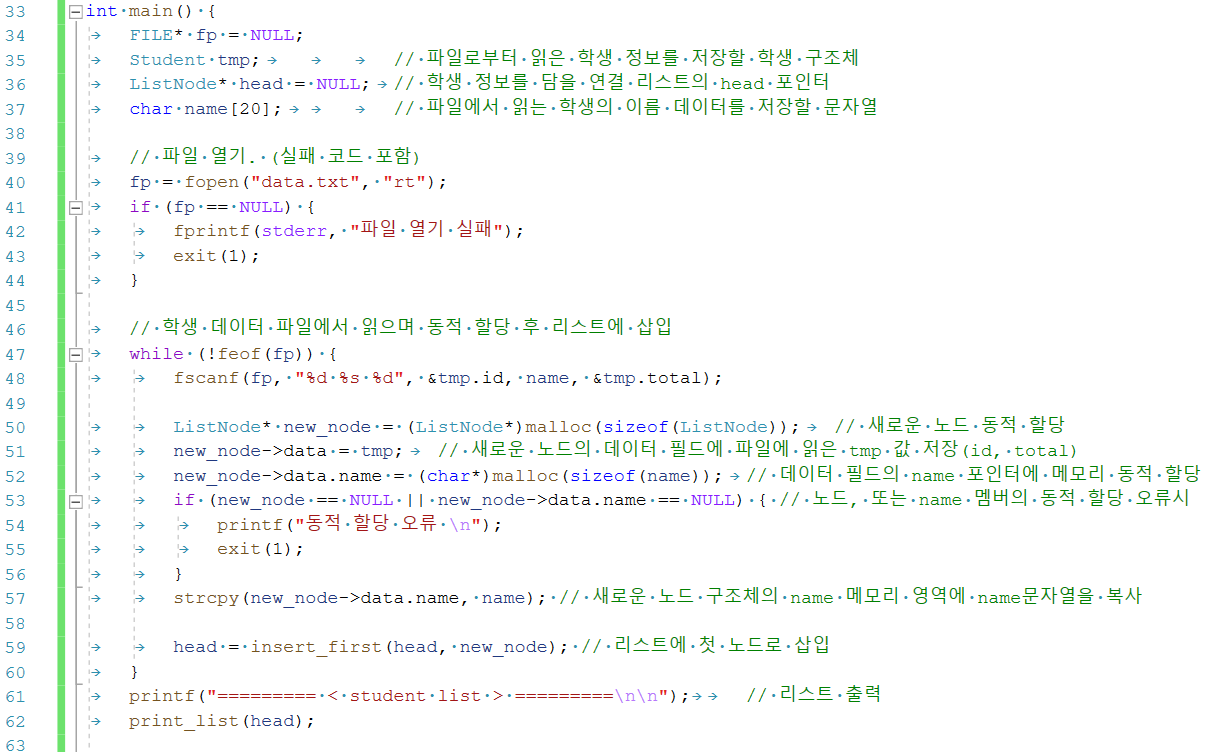 33 int main() {
34 FILE* fp = NULL;
35 Student tmp; // 파일로부터 읽은 학생 정보를 저장할 학생 구조체
36 ListNode* head = NULL; // 학생 정보를 담을 연결 리스트의 head 포인터
37 char name[20]; // 파일에서 읽는 학생의 이름 데이터를 저장할 문자열
38
39 // 파일 열기. (실패 코드 포함)
40 fp = fopen("data.txt", "rt");
41 if (fp == NULL) {
42 fprintf(stderr, "파일 열기 실패");
43 exit(1);
44 }
45
46 // 학생 데이터 파일에서 읽으며 동적 할당 후 리스트에 삽입
47 while (!feof(fp)) {
48 fscanf(fp, "%d %s %d", &tmp.id, name, &tmp.total);
49
50 ListNode* new_node = (ListNode*)malloc(sizeof(ListNode)); // 새로운 노드 동적 할당
51 new_node->data = tmp; // 새로운 노드의 데이터 필드에 파일에 읽은 tmp 값 저장(id, total)
52 new_node->data.name = (char*)malloc(sizeof(name)); // 데이터 필드의 name 포인터에 메모리 동적 할당
53 if (new_node == NULL || new_node->data.name == NULL) { // 노드, 또는 name 멤버의 동적 할당 오류시
54 printf("동적 할당 오류 \n");
55 exit(1);
56 }
57 strcpy(new_node->data.name, name); // 새로운 노드 구조체의 name 메모리 영역에 name문자열을 복사
58
59 head = insert_first(head, new_node); // 리스트에 첫 노드로 삽입
60 }
61 printf("========= < student list > =========\n\n"); // 리스트 출력
62 print_list(head);
63